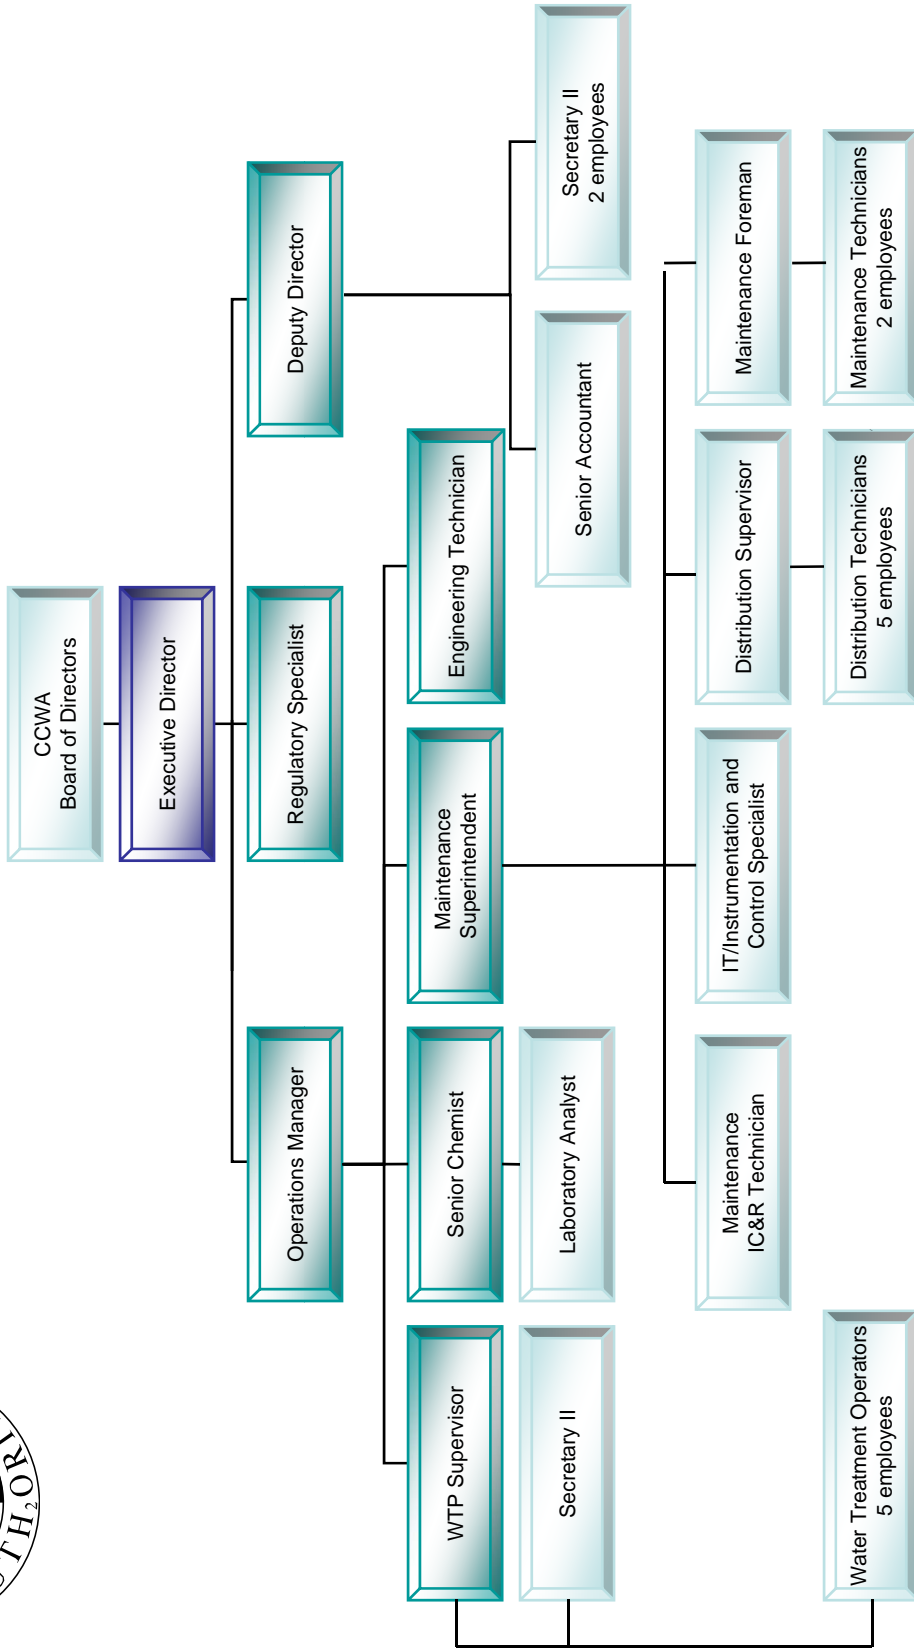 CCWA
Board of Directors
Executive Director
Operations Manager
Regulatory Specialist
Deputy Director
WTP Supervisor
Senior Chemist
Maintenance
Superintendent
Engineering Technician
Secretary II
Laboratory Analyst
Senior Accountant
Secretary II
2 employees
Maintenance
IC&R Technician
IT/Instrumentation and
Control Specialist
Distribution Supervisor
Maintenance Foreman
Water Treatment Operators
5 employees
Distribution Technicians
5 employees
Maintenance Technicians
2 employees